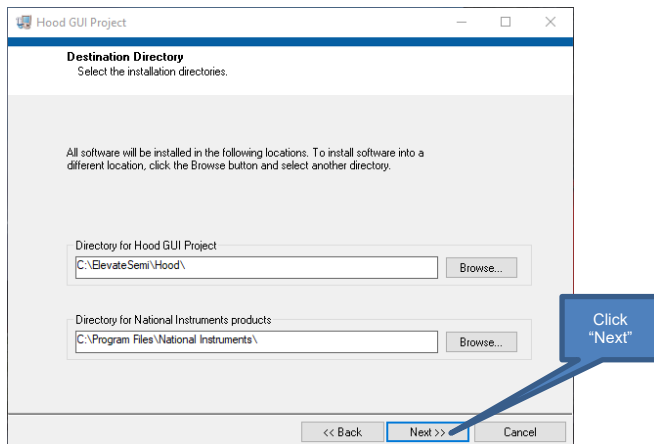 Hood GUI Project
Destination Directory
Select the installation directories.
All software will be installed in the following locations. To install software into a
different location, click the Browse button and select another directory.
Directory for Hood GUI Project
C:\ElevateSemi\Hood\
Browse...
Directory for National Instruments products
C:\Program Files\National Instruments\
Browse...
Click
“Next”
<< Back
Next >>
Cancel